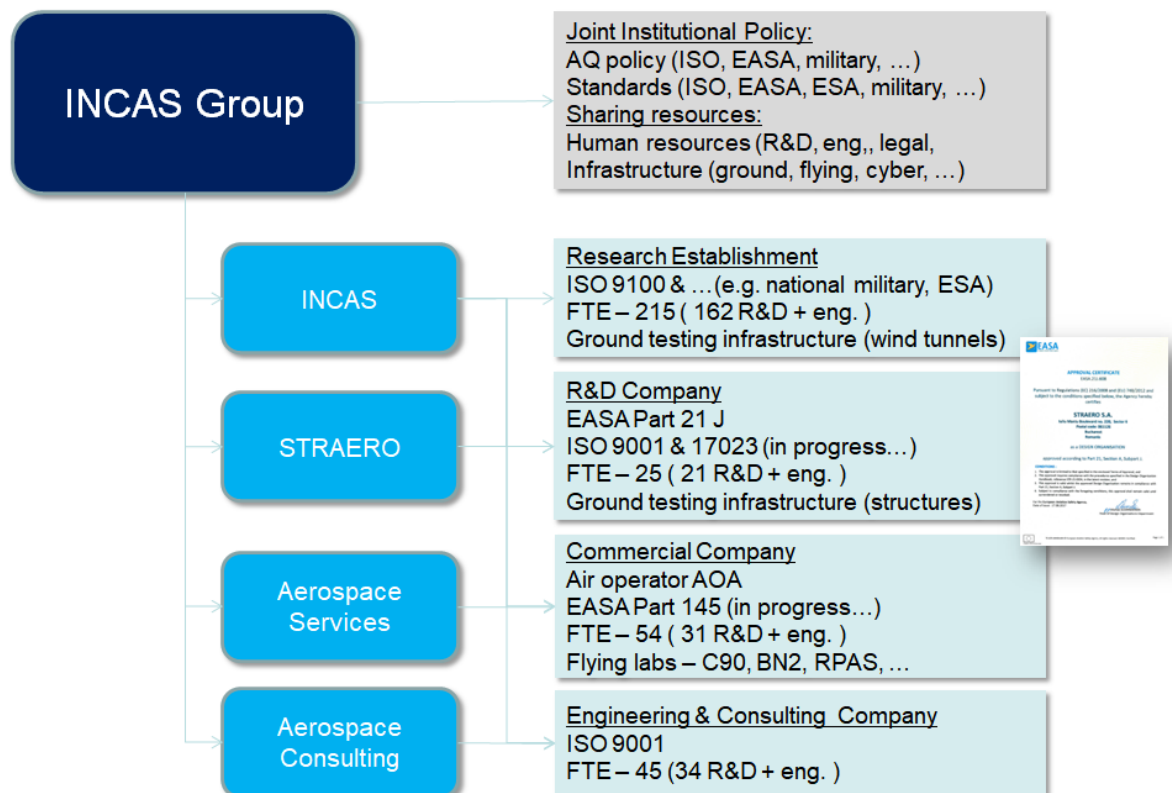 INCAS Group
Joint Institutional Policy:
AQ policy (ISO, EASA, military, …)
Standards (ISO, EASA, ESA, military, …)
Sharing resources:
Human resources (R&D, eng,, legal,
Infrastructure (ground, flying, cyber, …)
INCAS
Research Establishment
ISO 9100 & …(e.g. national military, ESA)
FTE – 215 ( 162 R&D + eng. )
Ground testing infrastructure (wind tunnels)
STRAERO
R&D Company
EASA Part 21 J
ISO 9001 & 17023 (in progress…)
FTE – 25 ( 21 R&D + eng. )
Ground testing infrastructure (structures)
EASA
APPROVAL CERTIFICATE
STRAERO S.A.
Aerospace
Services
Commercial Company
Air operator AOA
EASA Part 145 (in progress…)
FTE – 54 ( 31 R&D + eng. )
Flying labs – C90, BN2, RPAS, …
Aerospace
Consulting
Engineering & Consulting Company
ISO 9001
FTE – 45 (34 R&D + eng. )